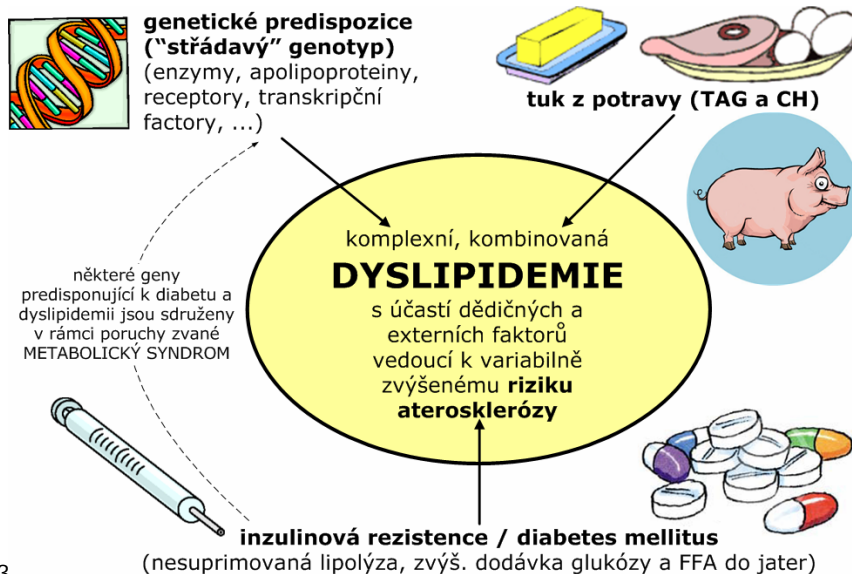 genetické predispozice
(“střádavý” genotyp)
(enzymy, apolipoproteiny,
receptory, transkripční
factory, ...)
tuk z potravy (TAG a CH)
komplexní, kombinovaná
DYSLIPIDEMIE
s účastí dědičných a
externích faktorů
vedoucí k variabilně
zvýšenému riziku
aterosklerózy
některé geny
predisponující k diabetu a
dyslipidemii jsou sdruženy
v rámci poruchy zvané
METABOLICKÝ SYNDROM
inzulinová rezistence / diabetes mellitus
(nesuprimovaná lipolýza, zvýš. dodávka glukózy a FFA do jater)
3